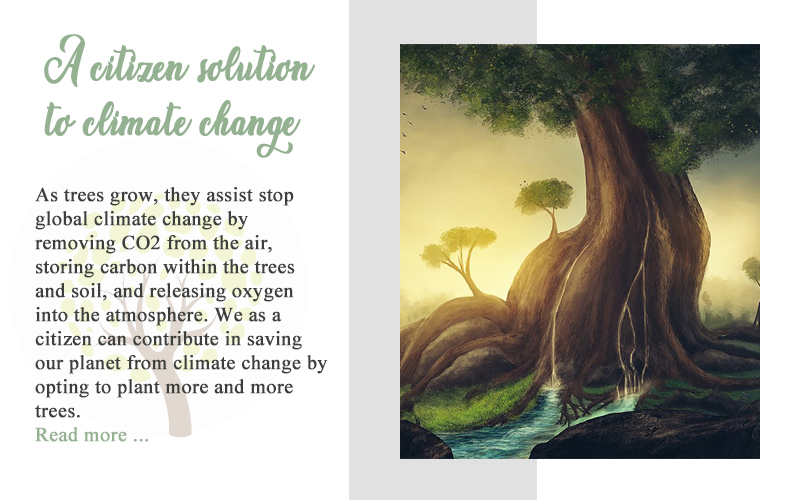 A citizen solution
to climate change
As trees grow, they assist stop
global climate change by
removing CO2 from the air,
storing carbon within the trees
and soil, and releasing oxygen
into the atmosphere. We as a
citizen can contribute in saving
our planet from climate change by
opting to plant more and more
trees.
Read more ...